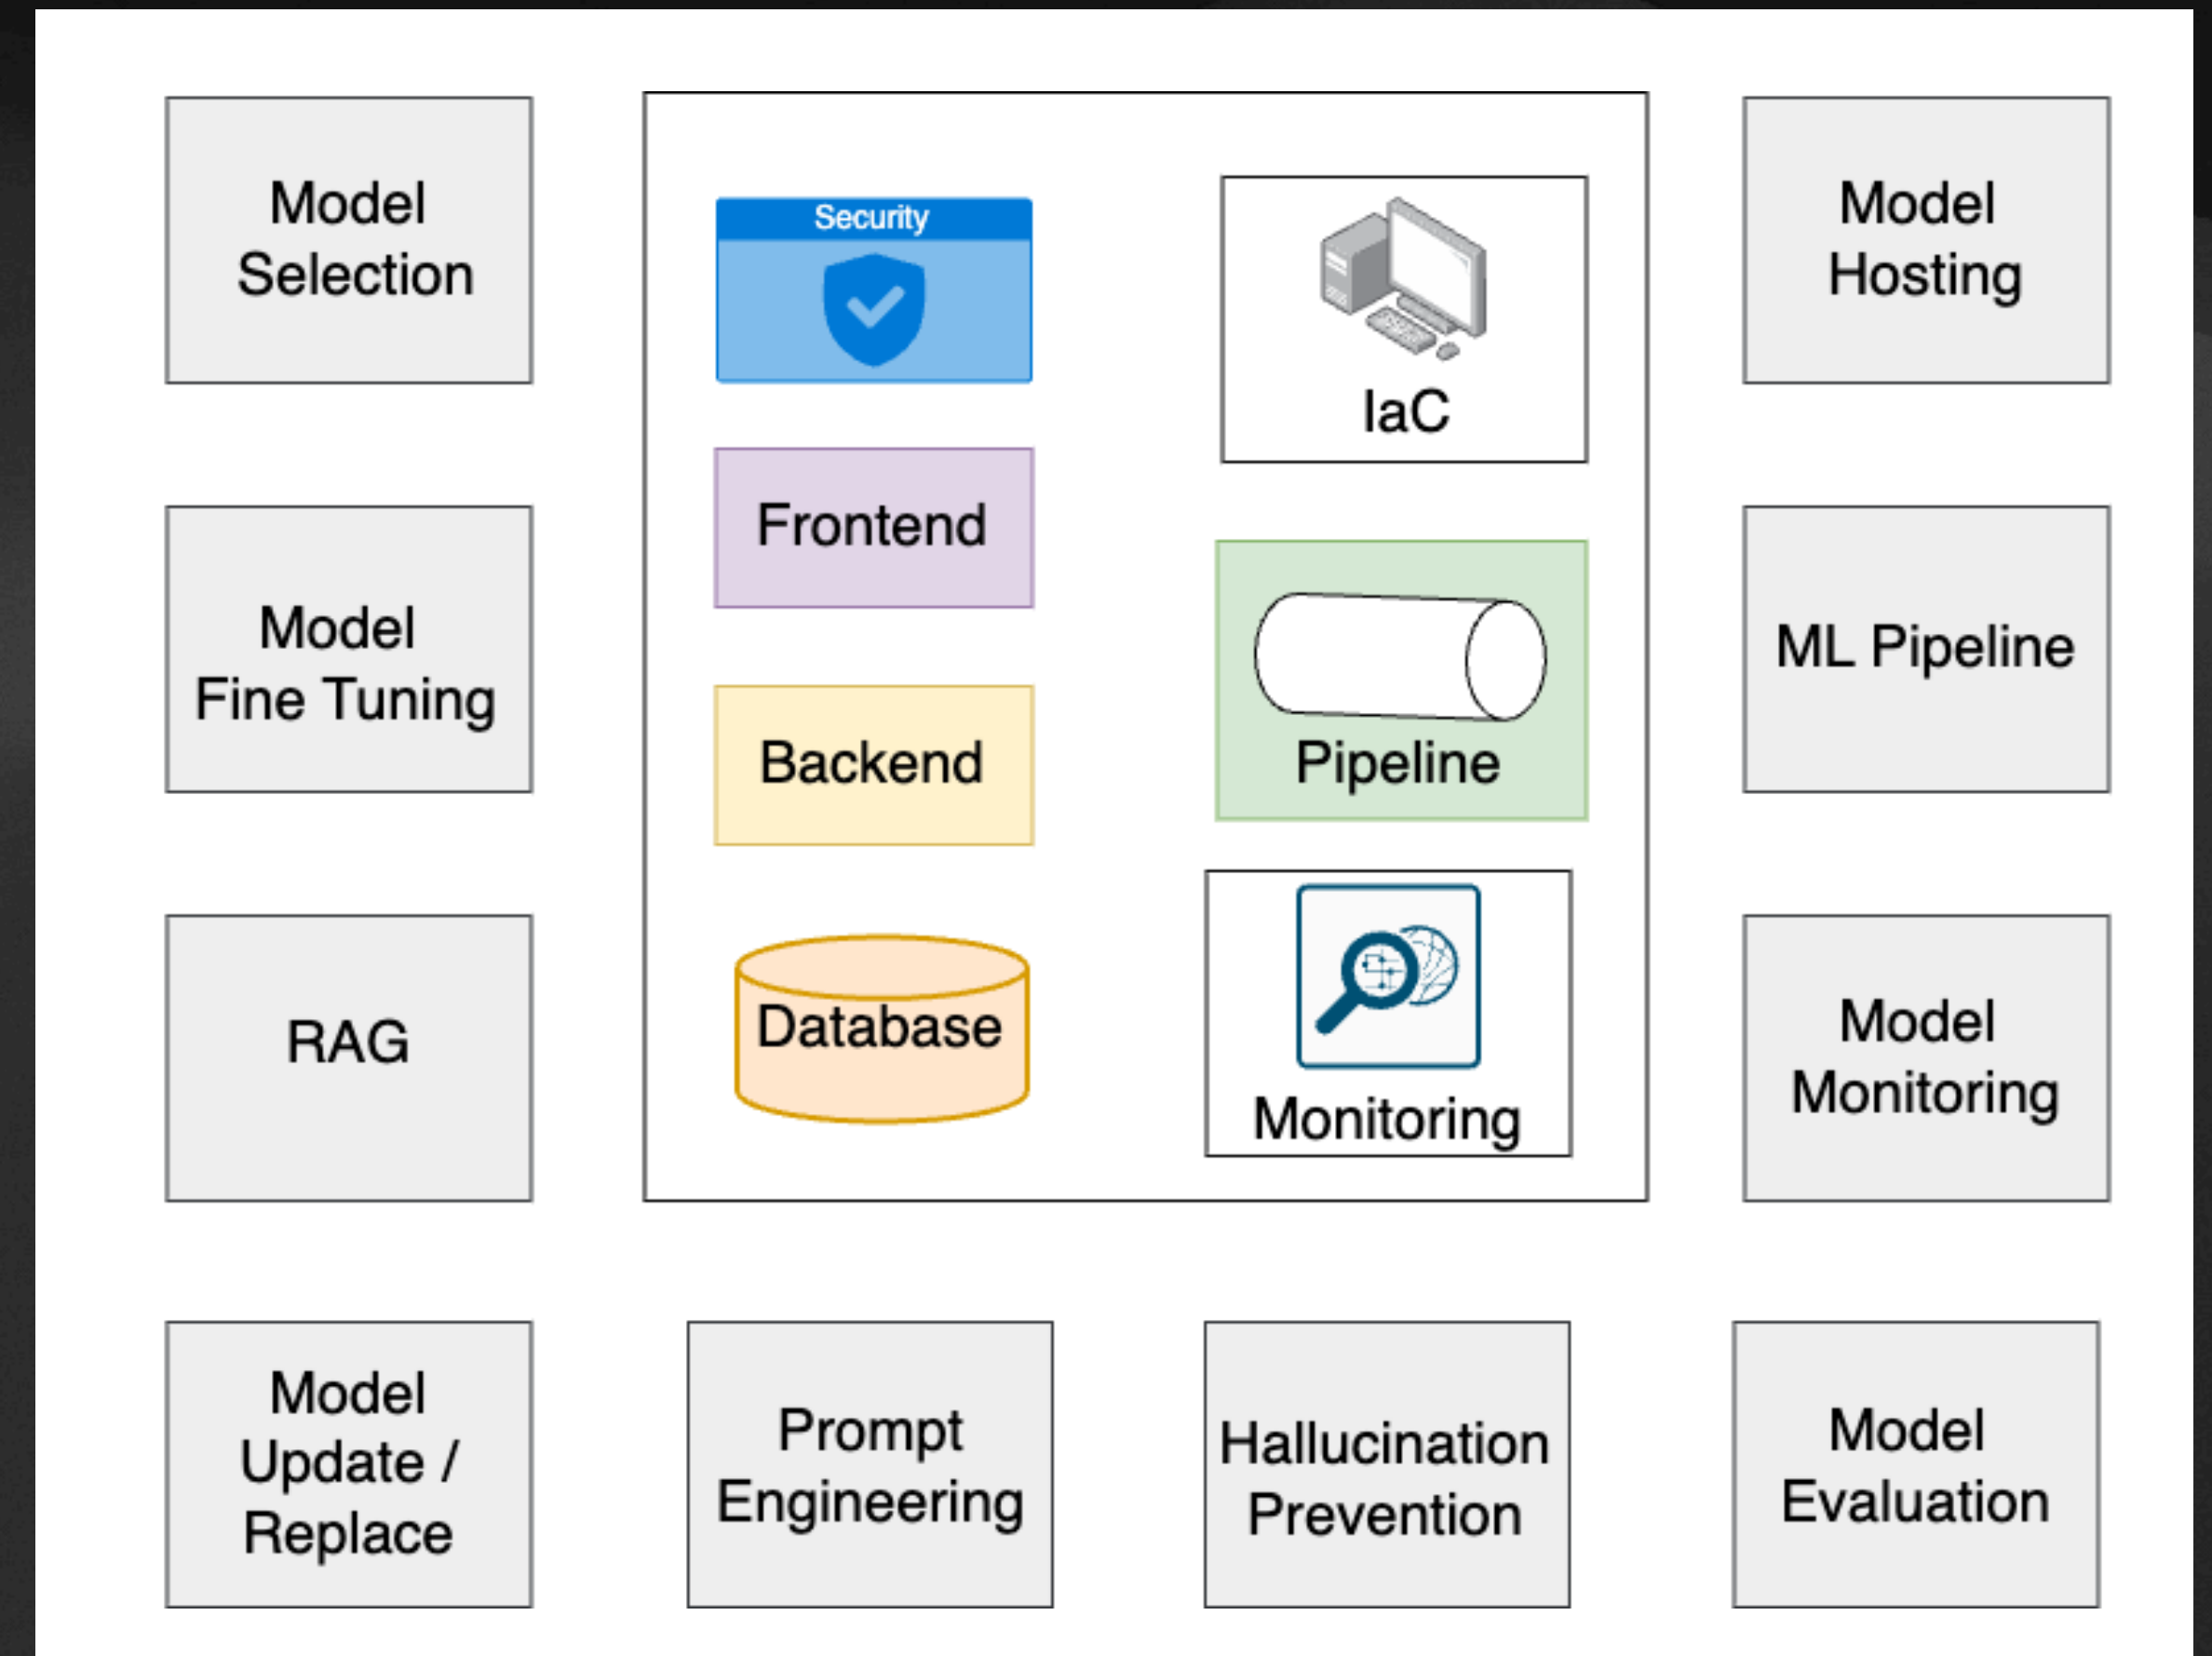 Model
Selection
Security
IaC
Model
Hosting
Frontend
Model
Fine Tuning
Backend
Pipeline
ML Pipeline
RAG
Database
Monitoring
Model
Monitoring
Model
Update /
Replace
Prompt
Engineering
Hallucination
Prevention
Model
Evaluation